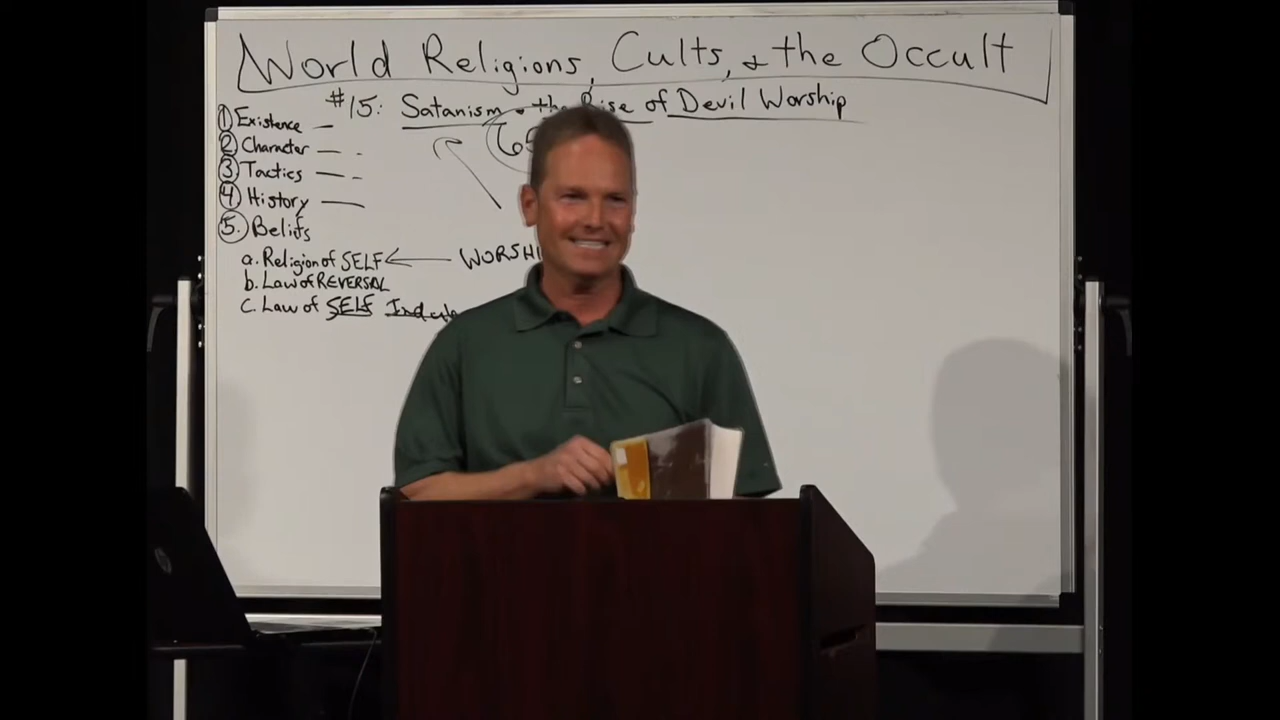 World Religions, Cults, & the Occult
#15: Satanism - the Rise of Devil Worship
① Existence —
② Character — -
③ Tactics — -
④ History —
⑤. Beliefs
a. Religion of SELF ← WORSHI
b. Law of REVERSAL
c. Law of SELF